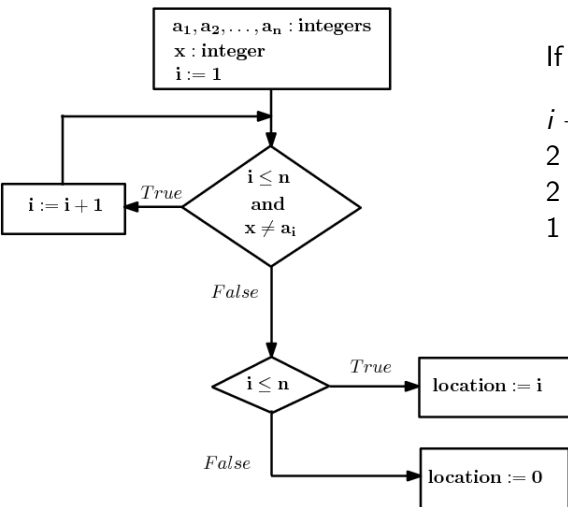 a₁, a₂, . . . , aₙ : integers
x : integer
i := 1
If
i
2
2
1
i ≤ n
and
x ≠ aᵢ
True
i := i + 1
False
i ≤ n
True
location := i
False
location := 0